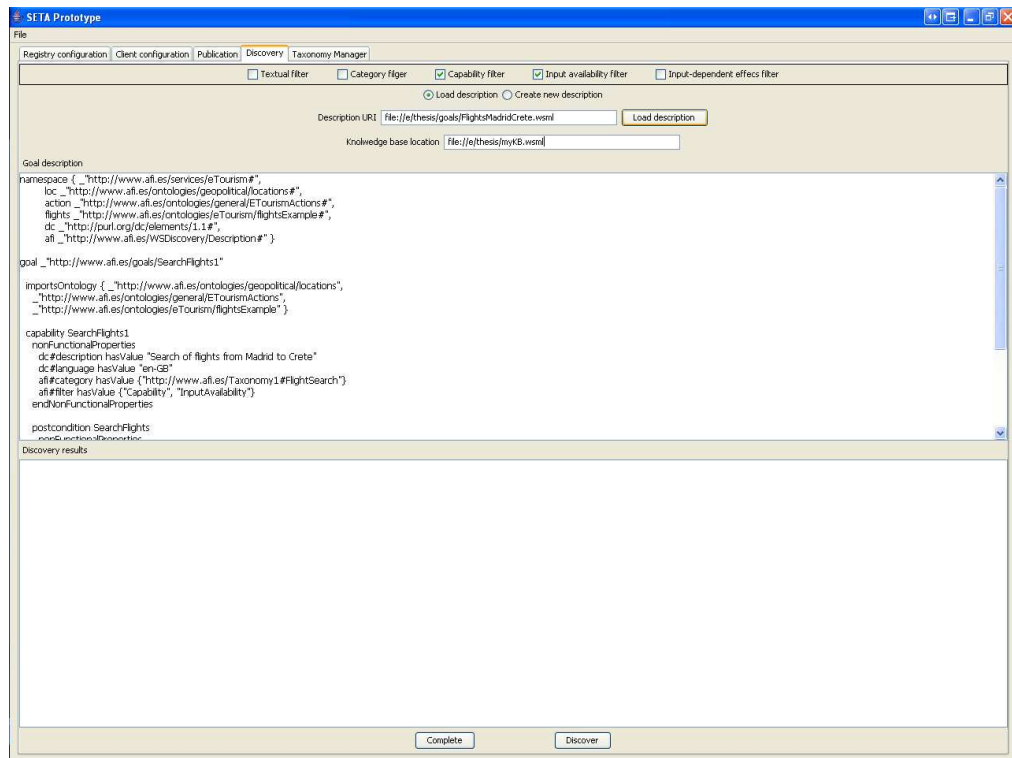 SETA Prototype
File
Registry configuration Client configuration Publication Discovery Taxonomy Manager
Textual filter Category filger Capability filter Input availability filter Input-dependent effecs filter
Load description Create new description
Description URI file://e/thesis/goals/FlightsMadridCrete.wsml Load description
Knolwedge base location file://e/thesis/myKB.wsml
Goal description
namespace { _"http://www.afi.es/services/eTourism#",
loc _"http://www.afi.es/ontologies/geopolitical/locations#",
action _"http://www.afi.es/ontologies/general/ETourismActions#",
flights _"http://www.afi.es/ontologies/eTourism/flightsExample#",
dc _"http://purl.org/dc/elements/1.1#",
afi _"http://www.afi.es/WSDiscovery/Description#" }
goal _"http://www.afi.es/goals/SearchFlights1"
importsOntology { _"http://www.afi.es/ontologies/geopolitical/locations",
_"http://www.afi.es/ontologies/general/ETourismActions",
_"http://www.afi.es/ontologies/eTourism/flightsExample" }
capability SearchFlights1
nonFunctionalProperties
dc#description hasValue "Search of flights from Madrid to Crete"
dc#language hasValue "en-GB"
afi#category hasValue {"http://www.afi.es/Taxonomy1#FlightSearch"}
afi#filter hasValue {"Capability", "InputAvailability"}
endNonFunctionalProperties
postcondition SearchFlights
nonFunctionalProperties
Discovery results
Complete Discover